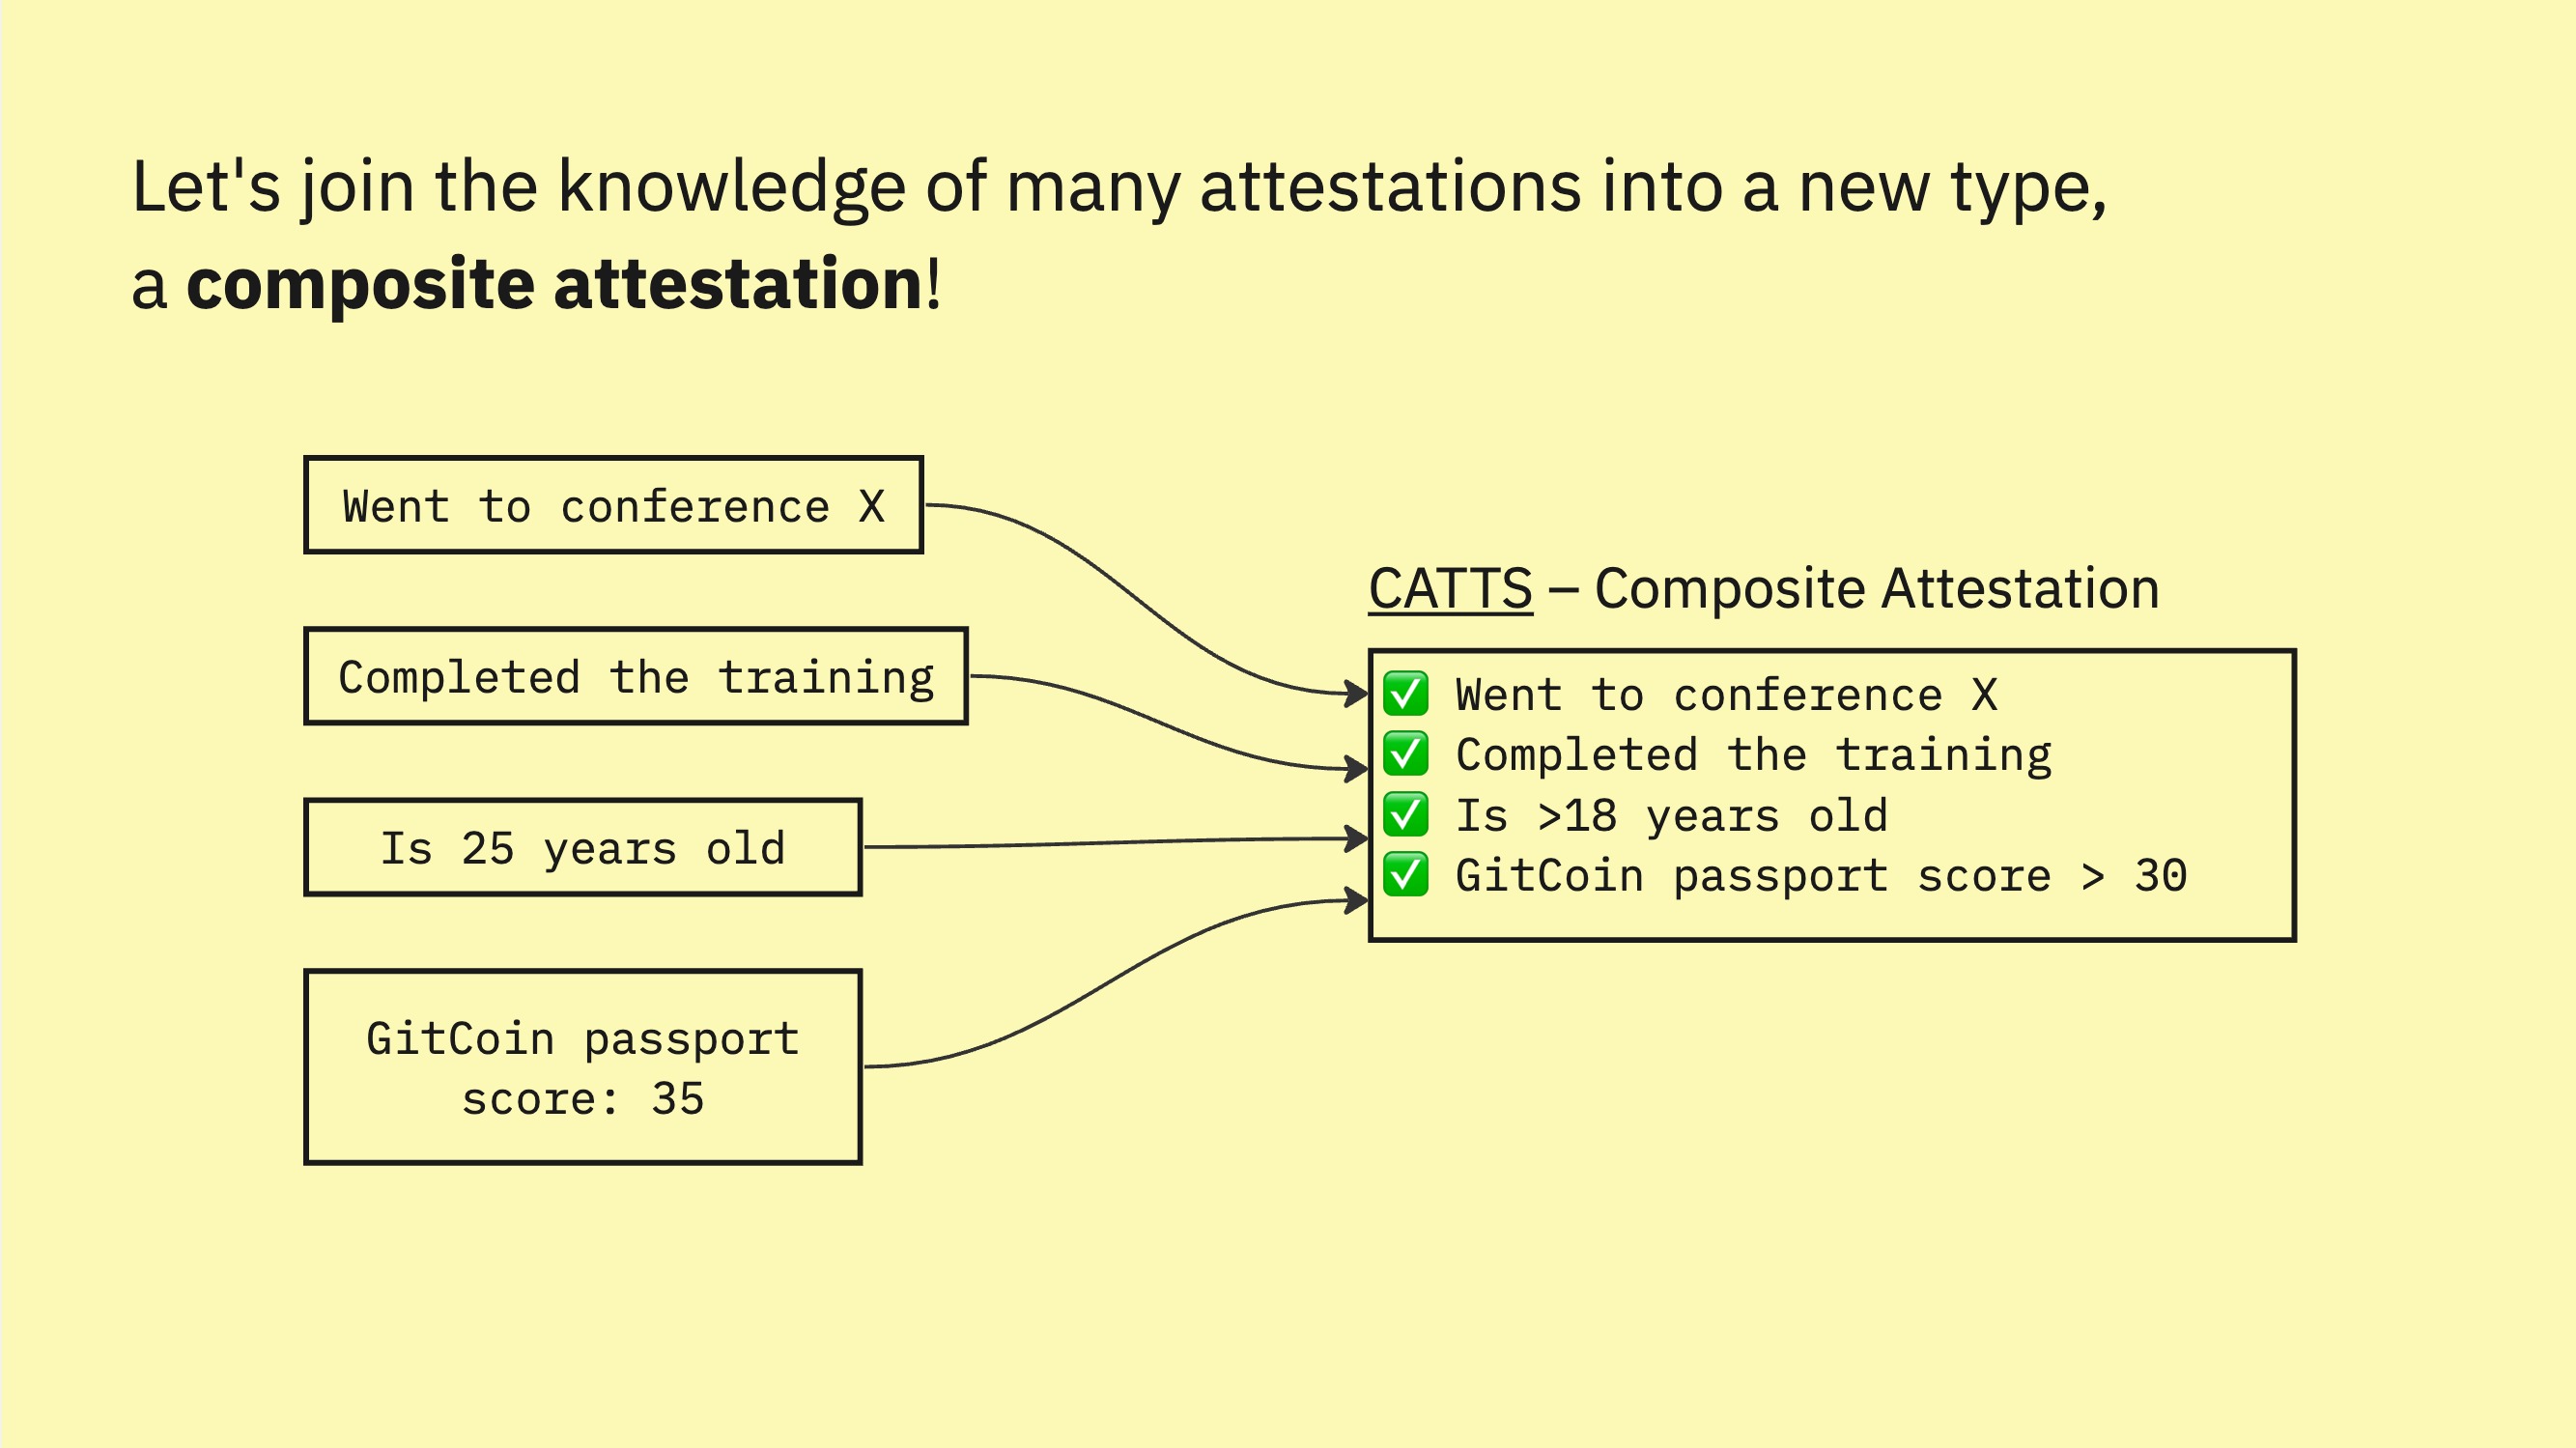 Let's join the knowledge of many attestations into a new type,
a composite attestation!
Went to conference X
Completed the training
Is 25 years old
GitCoin passport
score: 35
CATTS – Composite Attestation
✅ Went to conference X
✅ Completed the training
✅ Is >18 years old
✅ GitCoin passport score > 30